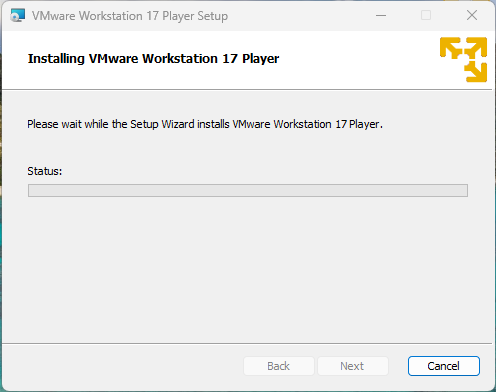 VMware Workstation 17 Player Setup
Installing VMware Workstation 17 Player
Please wait while the Setup Wizard installs VMware Workstation 17 Player.
Status:
Back Next Cancel